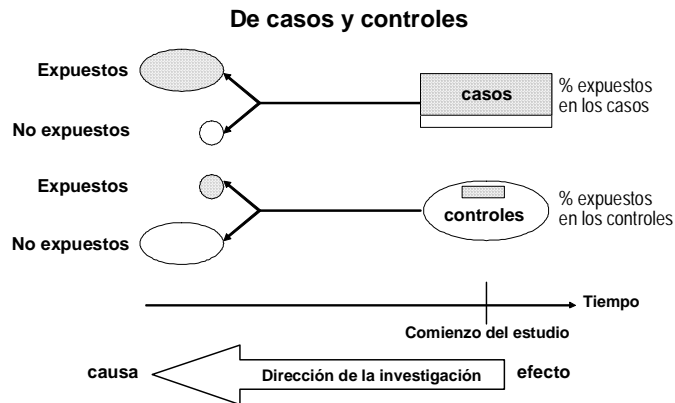 De casos y controles
Expuestos
casos
% expuestos
en los casos
No expuestos
Expuestos
controles
% expuestos
en los controles
No expuestos
Tiempo
Comienzo del estudio
causa
Dirección de la investigación
efecto